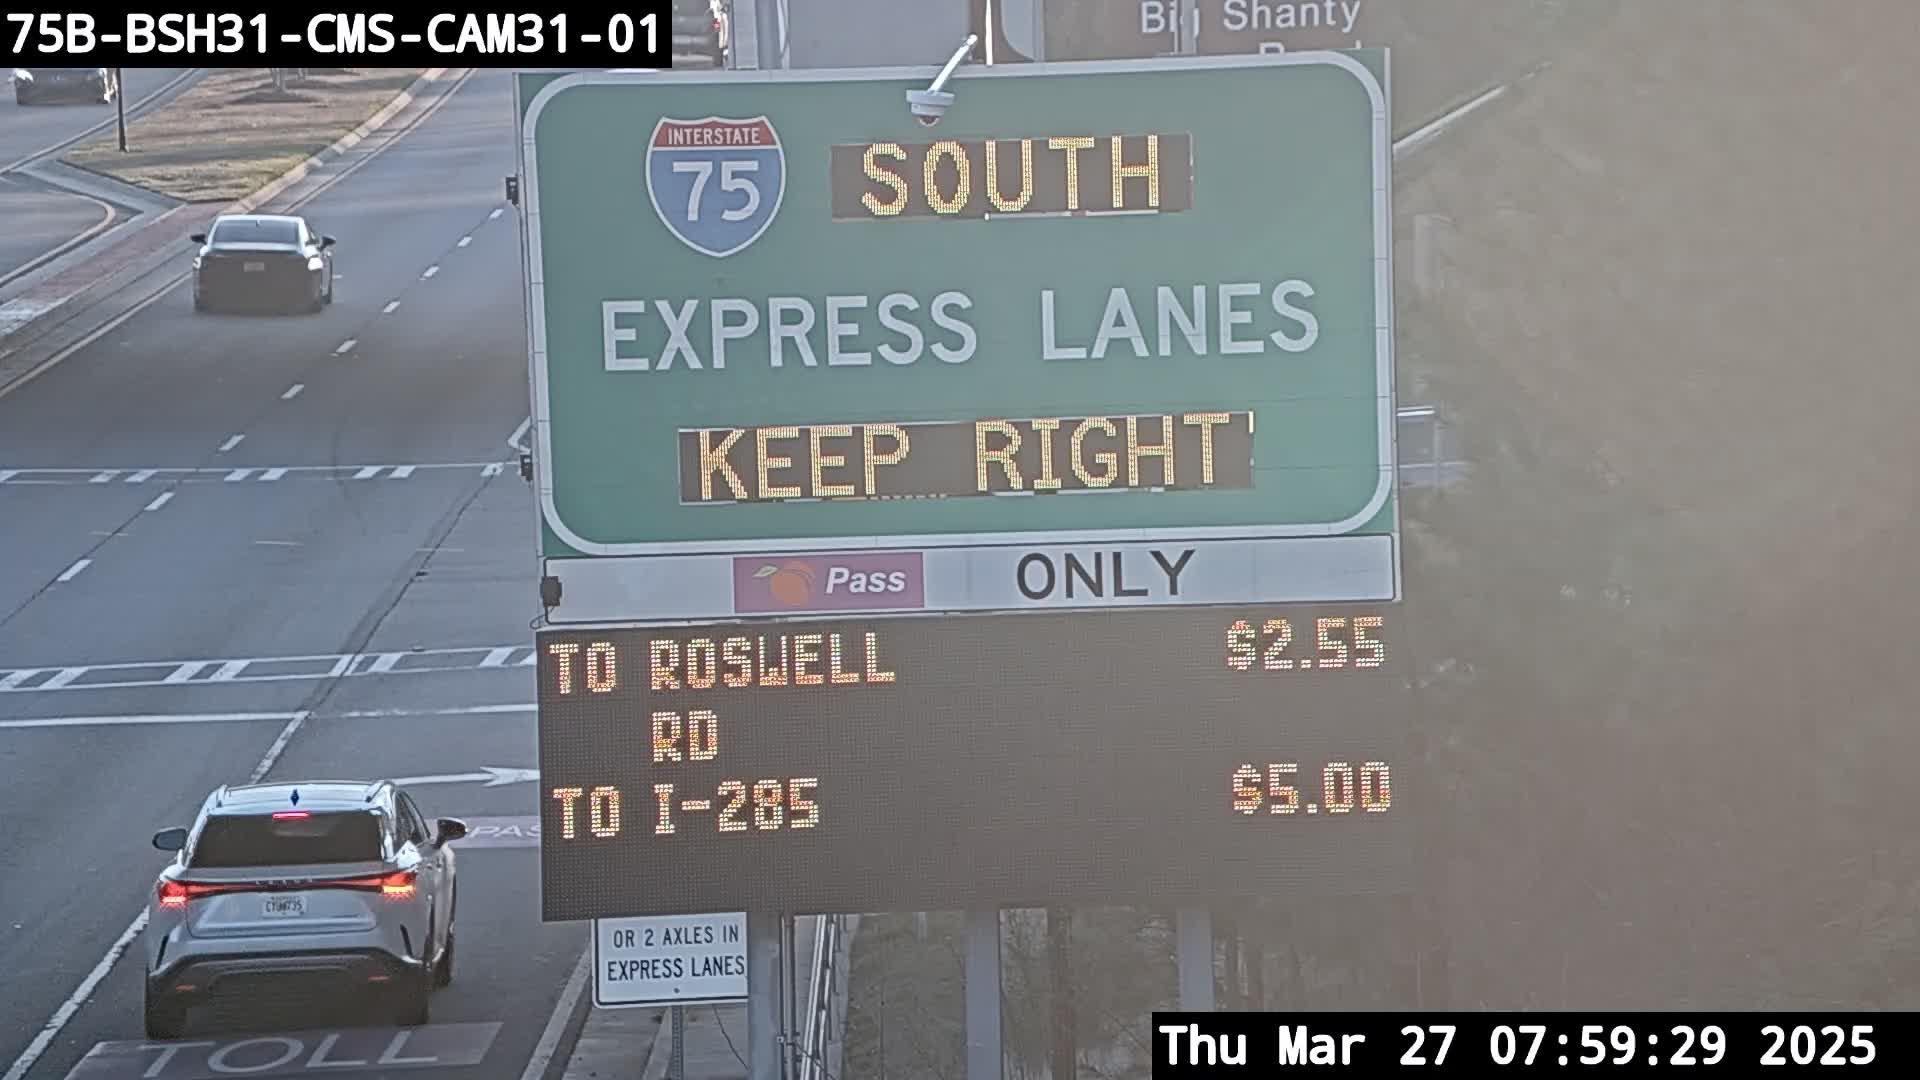 75B-BSH31-CMS-CAM31-01
Big Shanty
INTERSTATE
75
SOUTH
EXPRESS LANES
KEEP RIGHT
Pass ONLY
TO ROSWELL $2.55
RD
TO I-285 $5.00
OR 2 AXLES IN
EXPRESS LANES
TOLL
Thu Mar 27 07:59:29 2025